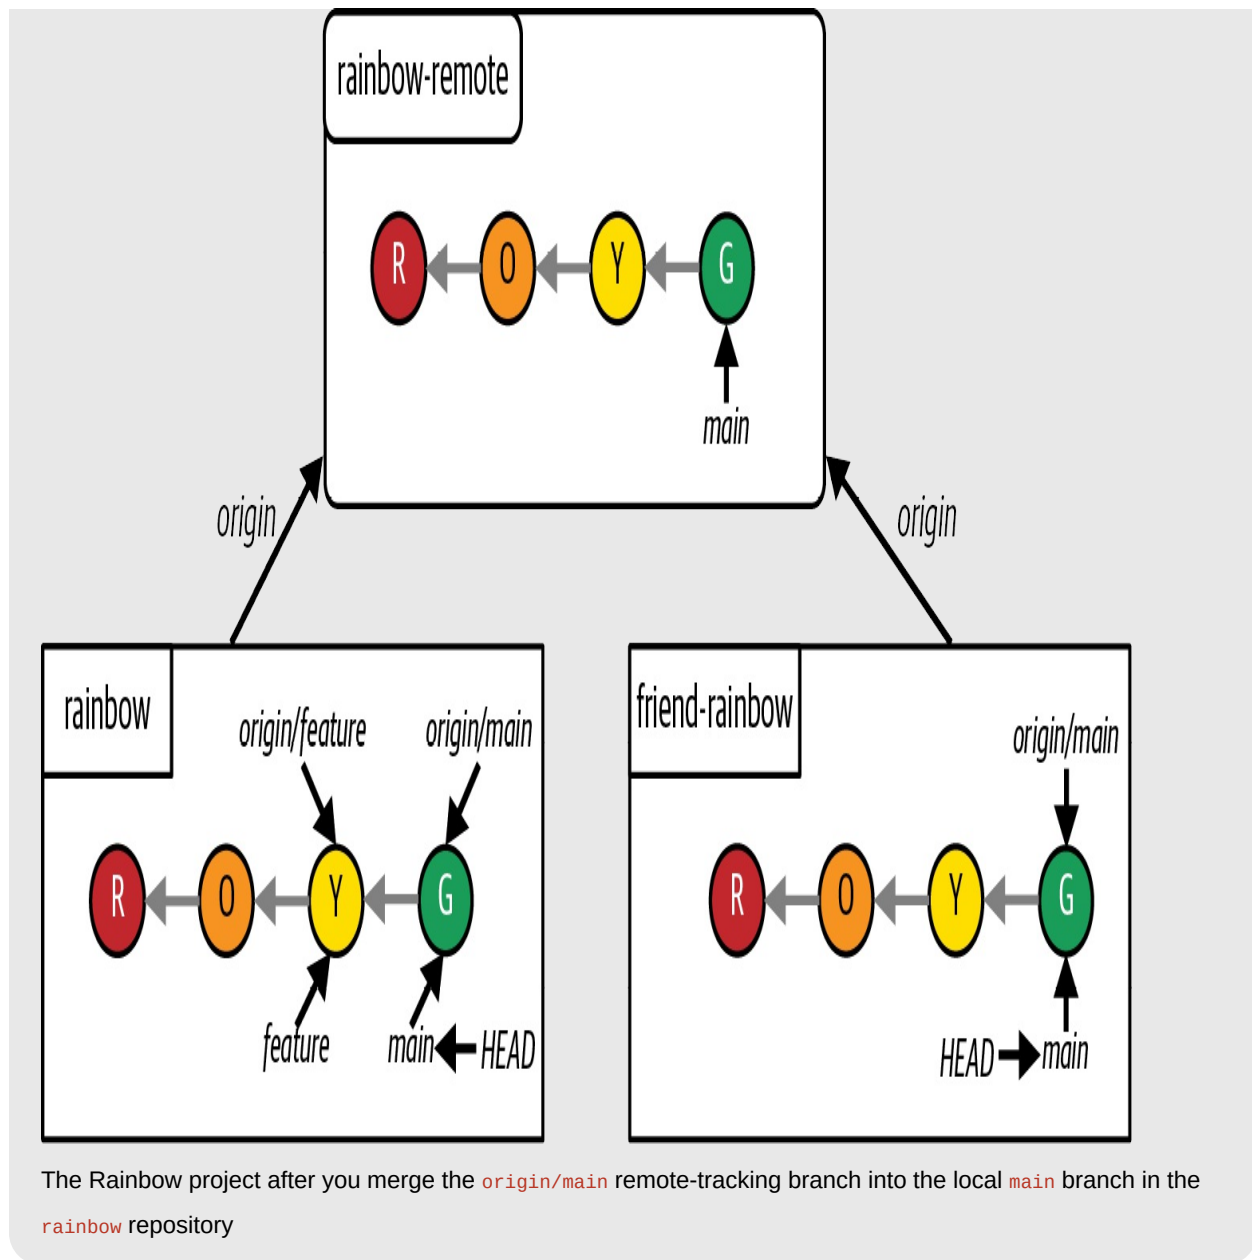 rainbow-remote
R O Y G
main
origin origin
rainbow
origin/feature origin/main
R O Y G
feature main HEAD
friend-rainbow
origin/main
R O Y G
HEAD main
The Rainbow project after you merge the origin/main remote-tracking branch into the local main branch in the
rainbow repository